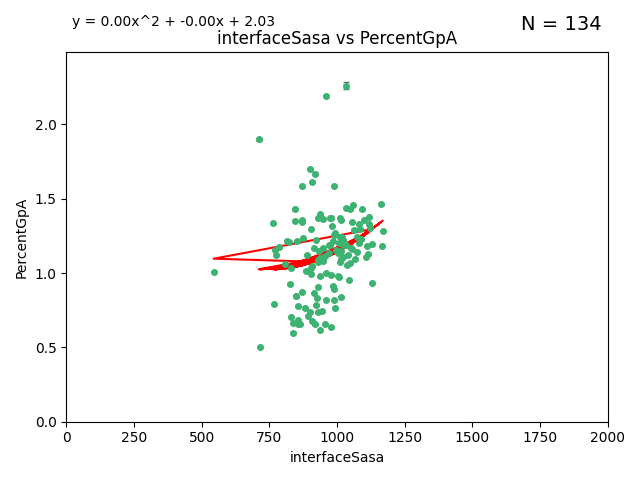 y = 0.00x^2 + -0.00x + 2.03
N = 134
interfaceSasa vs PercentGpA
PercentGpA
2.0
1.5
1.0
0.5
0.0
0 250 500 750 1000 1250 1500 1750 2000
interfaceSasa